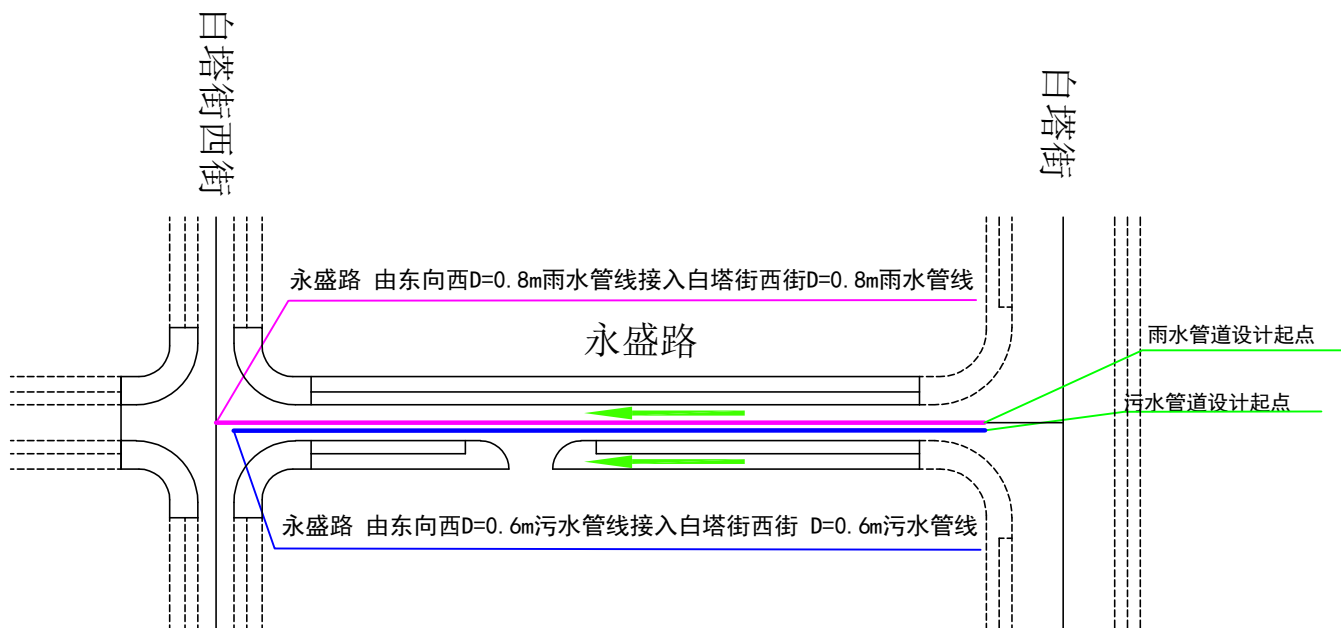 白塔街西街
白塔街
永盛路 由东向西D=0.8m雨水管线接入白塔街西街D=0.8m雨水管线
永盛路
雨水管道设计起点
污水管道设计起点
永盛路 由东向西D=0.6m污水管线接入白塔街西街 D=0.6m污水管线